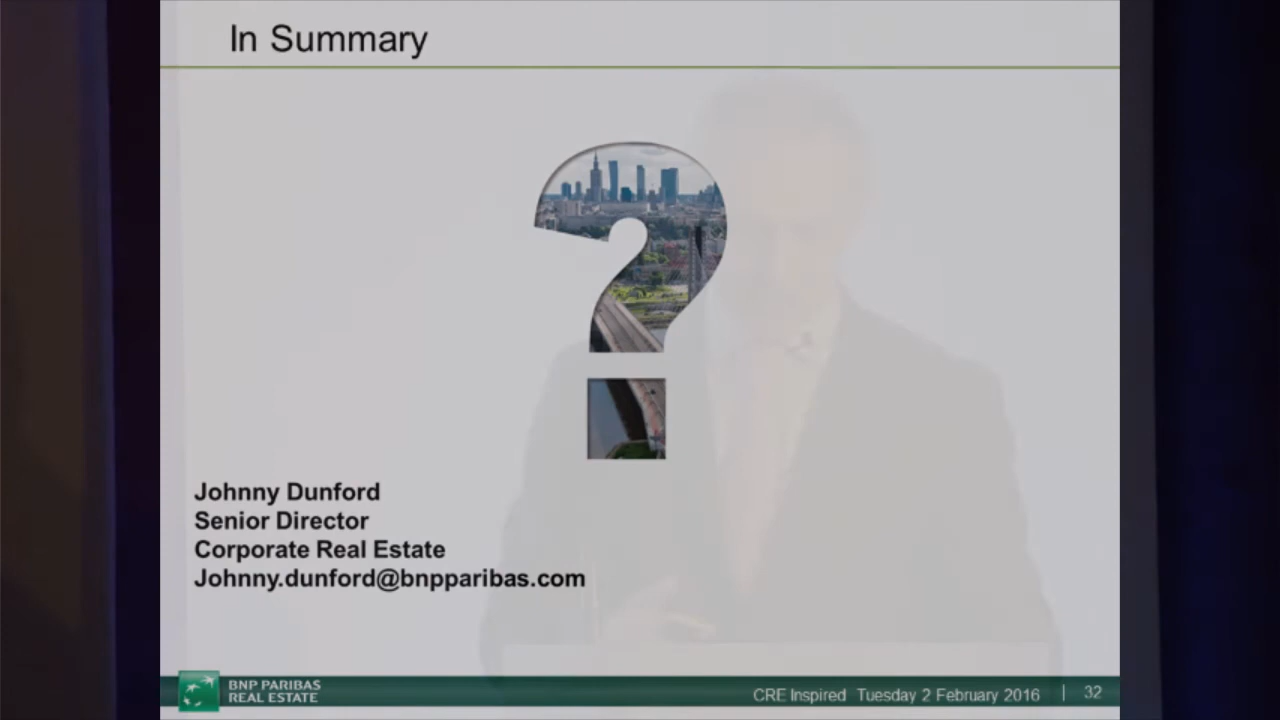 In Summary
?
Johnny Dunford
Senior Director
Corporate Real Estate
Johnny.dunford@bnpparibas.com
BNP PARIBAS
REAL ESTATE
CRE Inspired Tuesday 2 February 2016 | 32